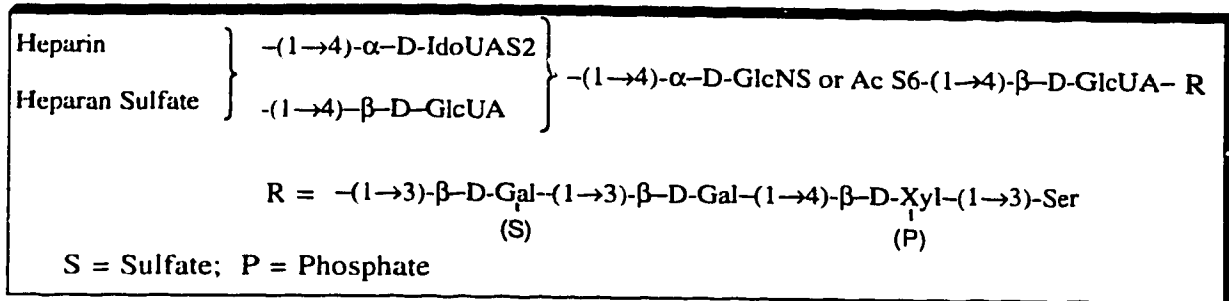 Heparin
-(1→4)-α-D-IdoUAS2
-(1→4)-α-D-GlcNS or Ac S6-(1→4)-β-D-GlcUA- R
Heparan Sulfate
-(1→4)-β-D-GlcUA
R = -(1→3)-β-D-Gal-(1→3)-β-D-Gal-(1→4)-β-D-Xyl-(1→3)-Ser
(S) (P)
S = Sulfate; P = Phosphate